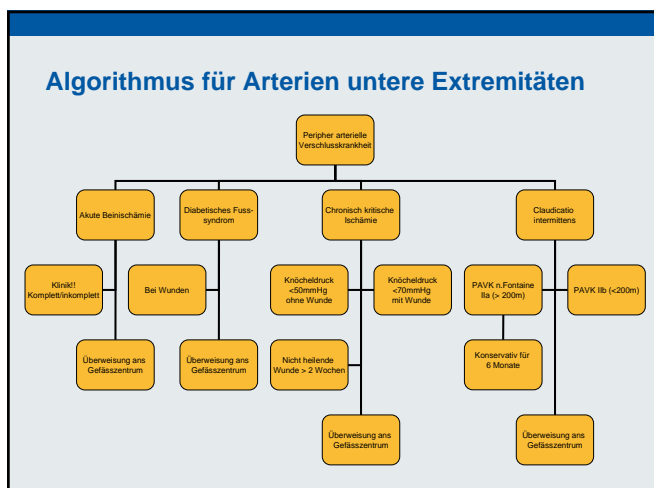 Algorithmus für Arterien untere Extremitäten
Peripher arterielle
Verschlusskrankheit
Akute Beinischämie
Diabetisches Fuss-
syndrom
Chronisch kritische
Ischämie
Claudicatio
intermittens
Klinik!!
Komplett/inkomplett
Bei Wunden
Knöcheldruck
<50mmHg
ohne Wunde
Knöcheldruck
<70mmHg
mit Wunde
PAVK n.Fontaine
IIa (> 200m)
PAVK IIb (<200m)
Überweisung ans
Gefässzentrum
Überweisung ans
Gefässzentrum
Nicht heilende
Wunde > 2 Wochen
Konservativ für
6 Monate
Überweisung ans
Gefässzentrum
Überweisung ans
Gefässzentrum